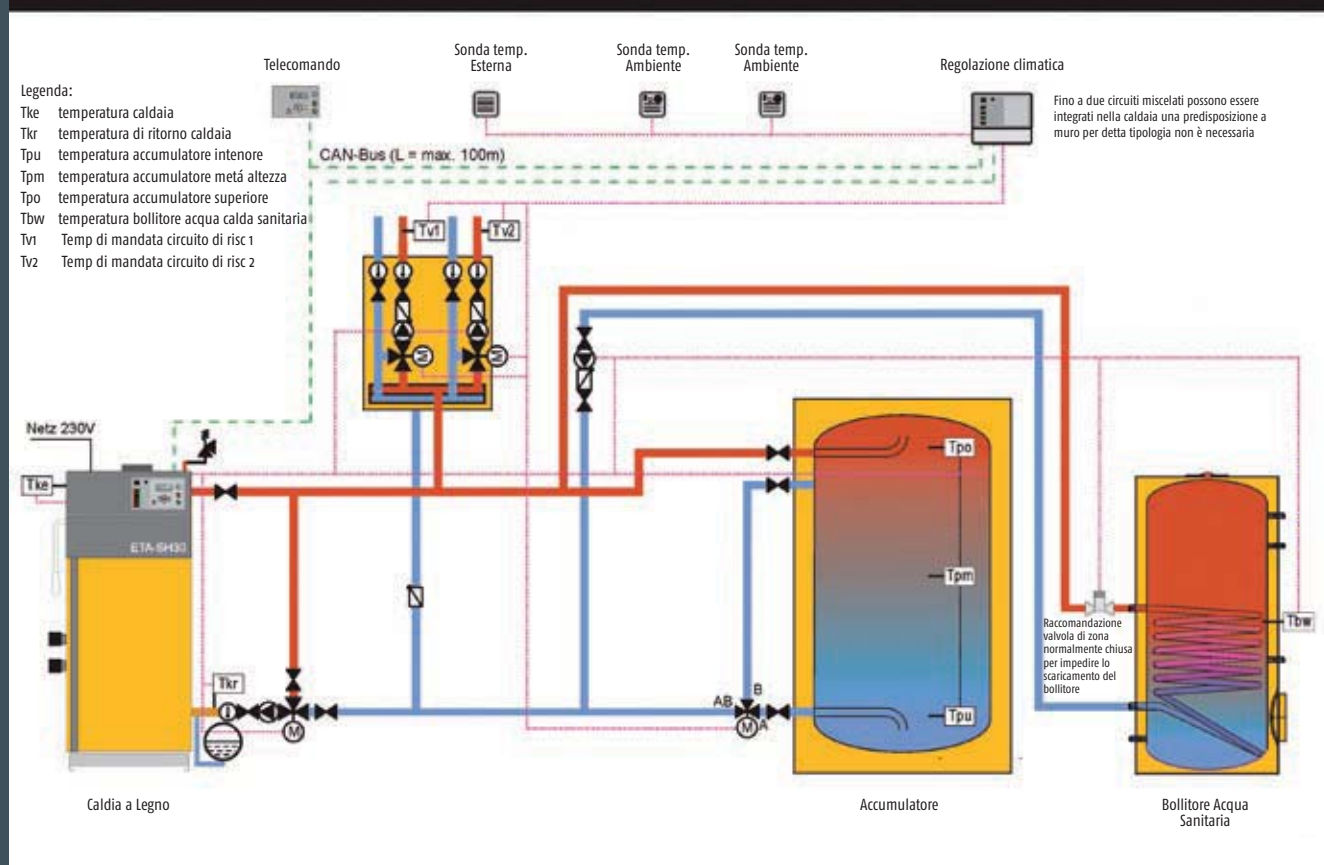 Telecomando
Sonda temp.
Esterna
Sonda temp.
Ambiente
Sonda temp.
Ambiente
Regolazione climatica
Legenda:
Tke temperatura caldaia
Tkr temperatura di ritorno caldaia
Tpu temperatura accumulatore intenore
Tpm temperatura accumulatore metá altezza
Tpo temperatura accumulatore superiore
Tbw temperatura bollitore acqua calda sanitaria
Tv1 Temp di mandata circuito di risc 1
Tv2 Temp di mandata circuito di risc 2
Fino a due circuiti miscelati possono essere
integrati nella caldaia una predisposizione a
muro per detta tipologia non è necessaria
CAN-Bus (L = max. 100m)
Tv1
Tv2
M
M
Netz 230V
Tke
ETA-SH30
Tkr
M
AB
B
A
M
Tpo
Tpm
Tpu
Raccomandazione
valvola di zona
normalmente chiusa
per impedire lo
scaricamento del
bollitore
Tbw
Caldia a Legno
Accumulatore
Bollitore Acqua
Sanitaria